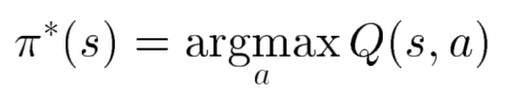 π*(s) = argmax Q(s, a)
a